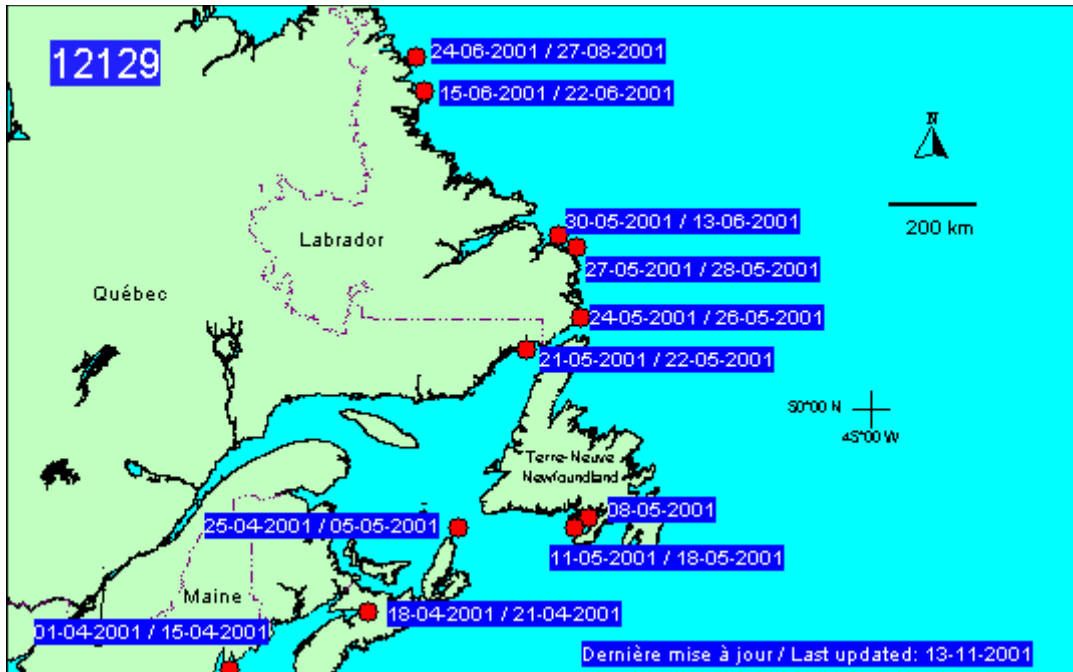 12129
24-06-2001 / 27-08-2001
15-06-2001 / 22-06-2001
N
200 km
30-05-2001 / 13-06-2001
Labrador
27-05-2001 / 28-05-2001
Québec
24-05-2001 / 26-05-2001
21-05-2001 / 22-05-2001
50°00 N
45°00 W
Terre-Neuve
Newfoundland
08-05-2001
25-04-2001 / 05-05-2001
11-05-2001 / 18-05-2001
Maine
18-04-2001 / 21-04-2001
01-04-2001 / 15-04-2001
Dernière mise à jour / Last updated: 13-11-2001